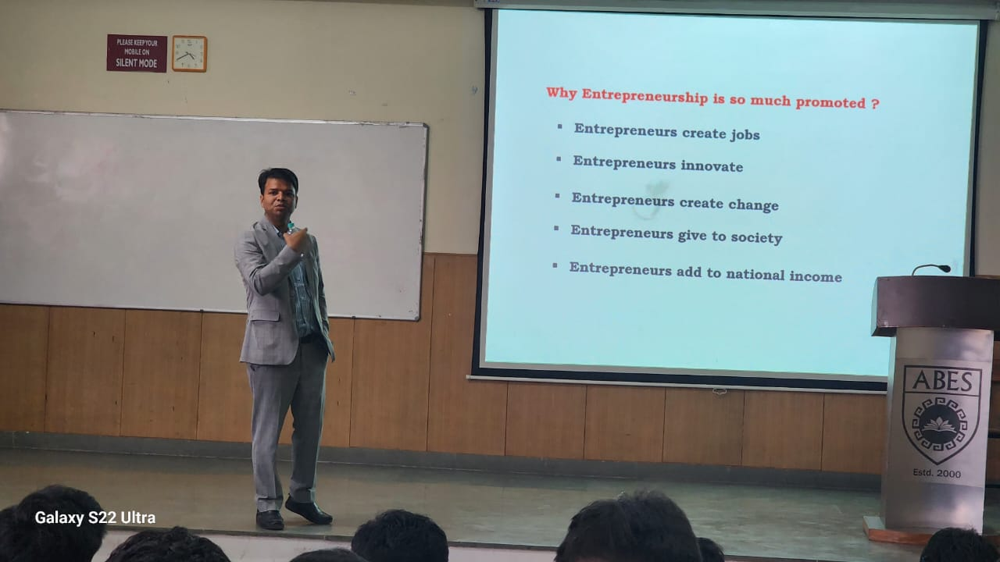 PLEASE KEEP YOUR
MOBILE ON
SILENT MODE
Why Entrepreneurship is so much promoted ?
▪ Entrepreneurs create jobs
▪ Entrepreneurs innovate
▪ Entrepreneurs create change
▪ Entrepreneurs give to society
▪ Entrepreneurs add to national income
ABES
Estd. 2000
Galaxy S22 Ultra